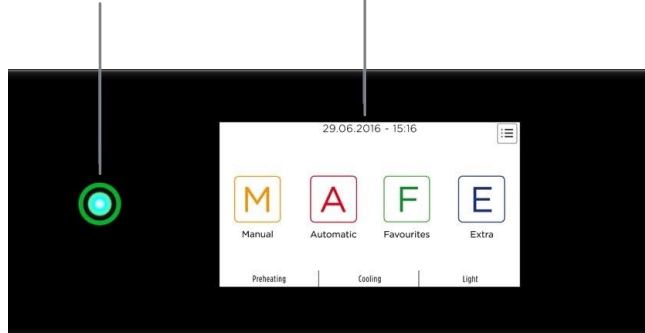 29.06.2016 - 15:16
M A F E
Manual Automatic Favourites Extra
Preheating Cooling Light